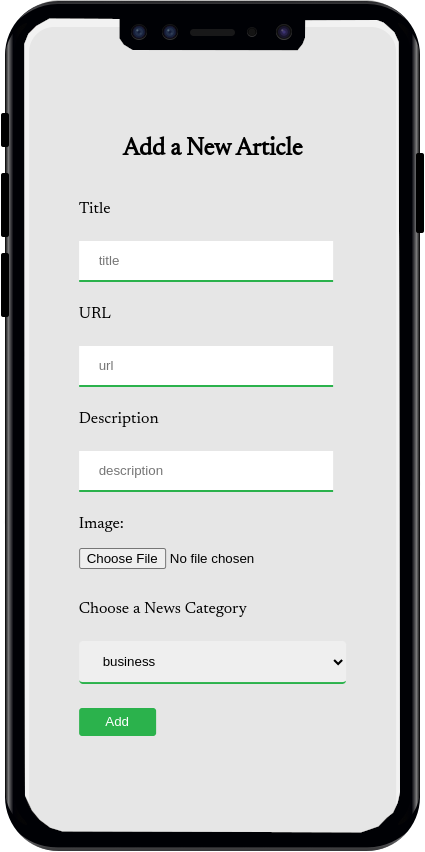 Add a New Article
Title
title
URL
url
Description
description
Image:
Choose File No file chosen
Choose a News Category
business
Add